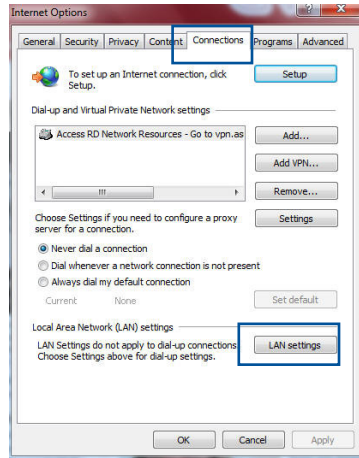 Internet Options
General Security Privacy Content Connections Programs Advanced
To set up an Internet connection, click
Setup.
Setup
Dial-up and Virtual Private Network settings
Access RD Network Resources - Go to vpn.as
Add...
Add VPN...
Remove...
Choose Settings if you need to configure a proxy
server for a connection.
Settings
Never dial a connection
Dial whenever a network connection is not present
Always dial my default connection
Current None
Set default
Local Area Network (LAN) settings
LAN Settings do not apply to dial-up connections
Choose Settings above for dial-up settings.
LAN settings
OK Cancel Apply